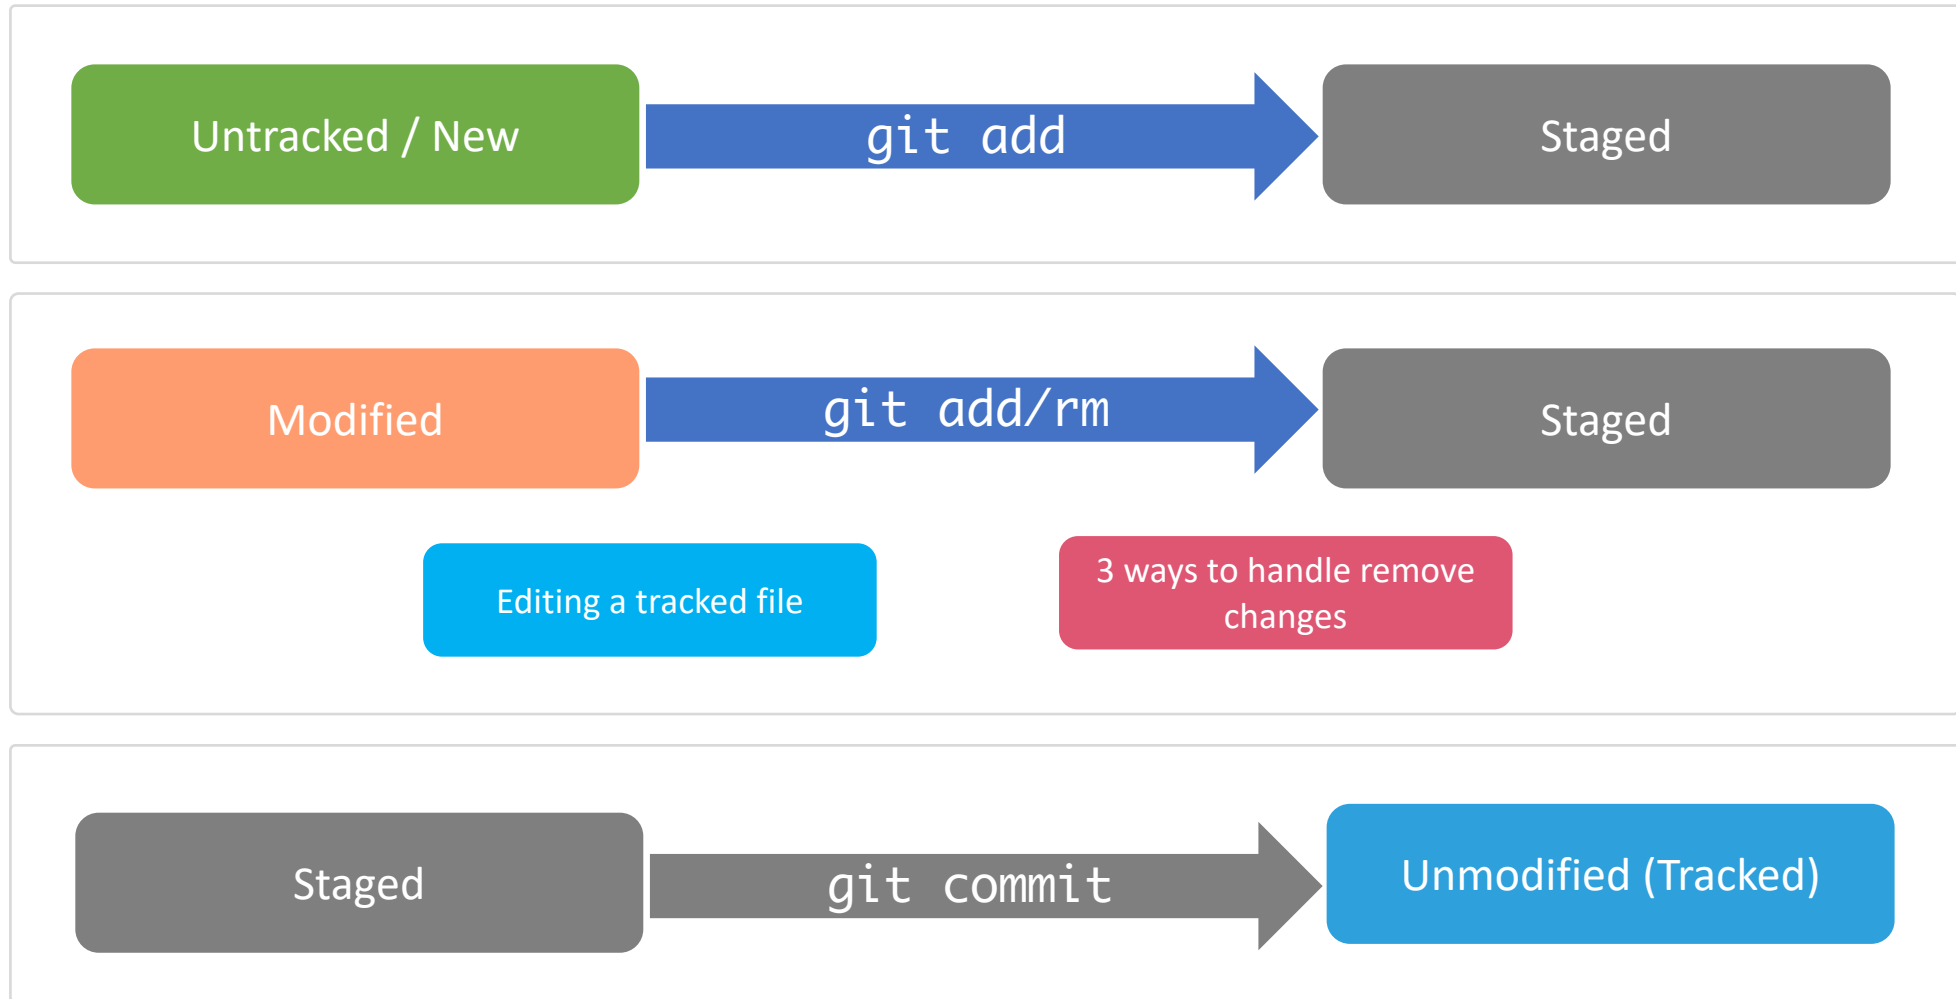 Untracked / New
git add
Staged
Modified
git add/rm
Staged
Editing a tracked file
3 ways to handle remove
changes
Staged
git commit
Unmodified (Tracked)